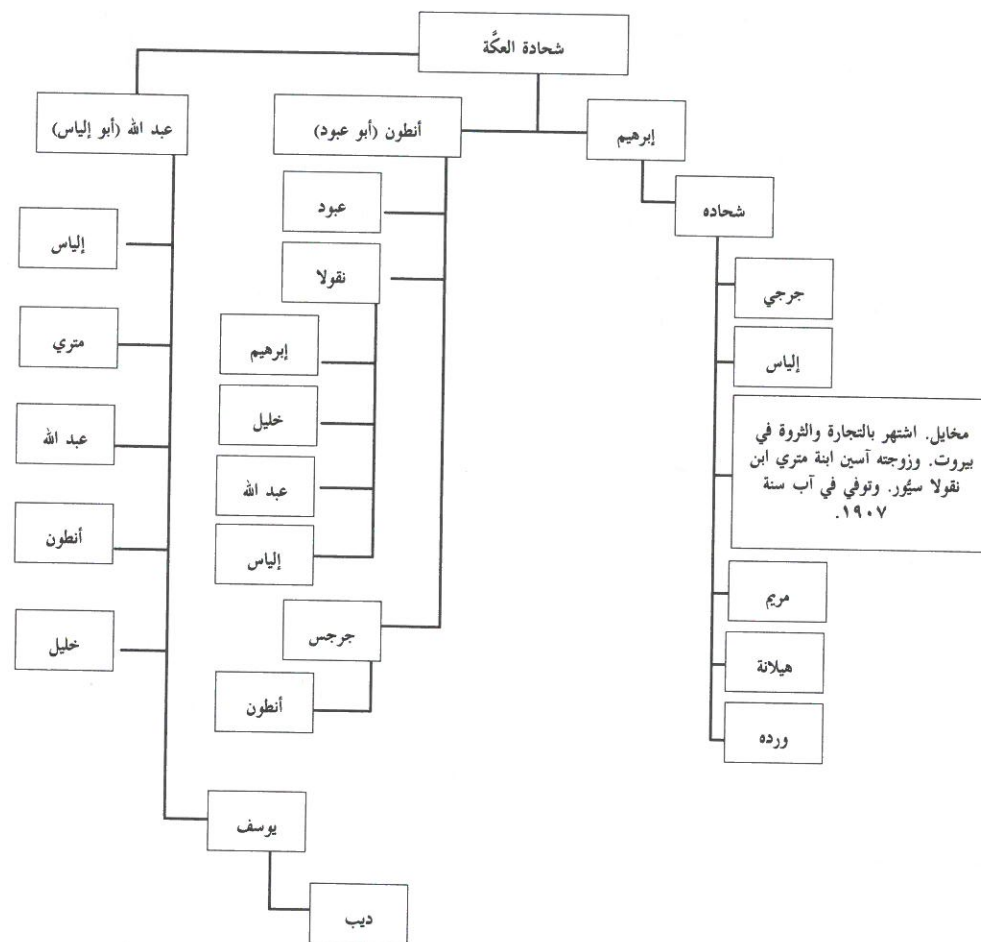 شحادة العكَّة
إبرهيم
شحاده
جرجي
إلياس
مخايل. اشتهر بالتجارة والثروة في
بيروت. وزوجته آسين ابنة متري ابن
نقولا سيُّور. وتوفي في آب سنة
١٩٠٧.
مريم
هيلانة
ورده
أنطون (أبو عبود)
عبود
نقولا
إبرهيم
خليل
عبد الله
إلياس
جرجس
أنطون
عبد الله (أبو إلياس)
إلياس
متري
عبد الله
أنطون
خليل
يوسف
ديب